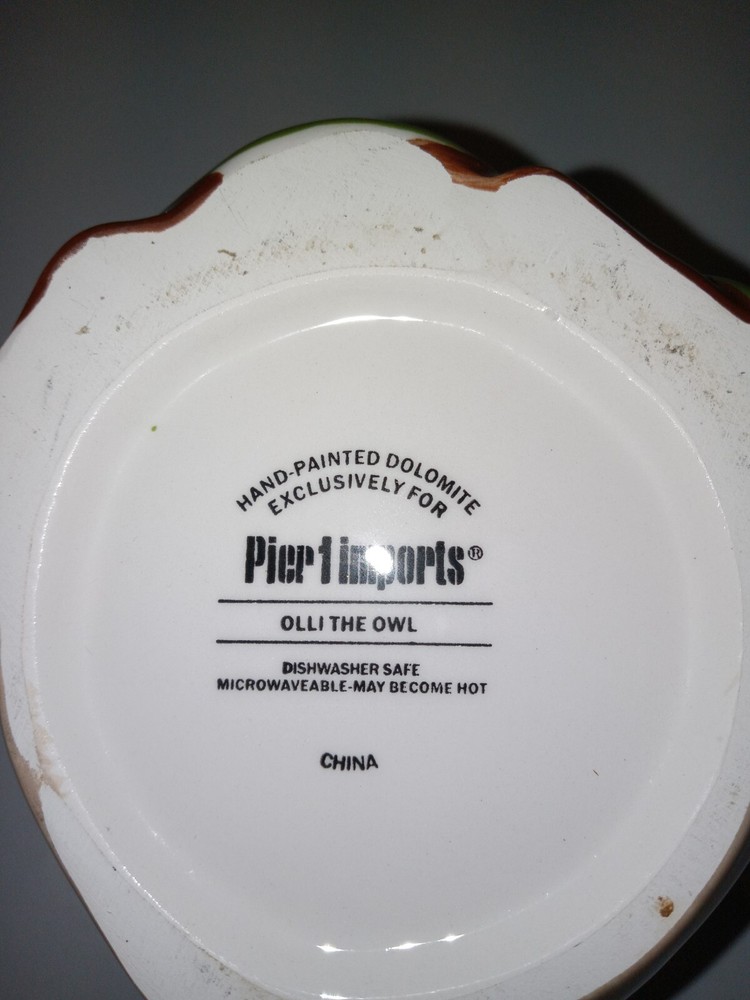 HAND-PAINTED DOLOMITE
EXCLUSIVELY FOR
Pier 1 imports®
OLLI THE OWL
DISHWASHER SAFE
MICROWAVEABLE-MAY BECOME HOT
CHINA